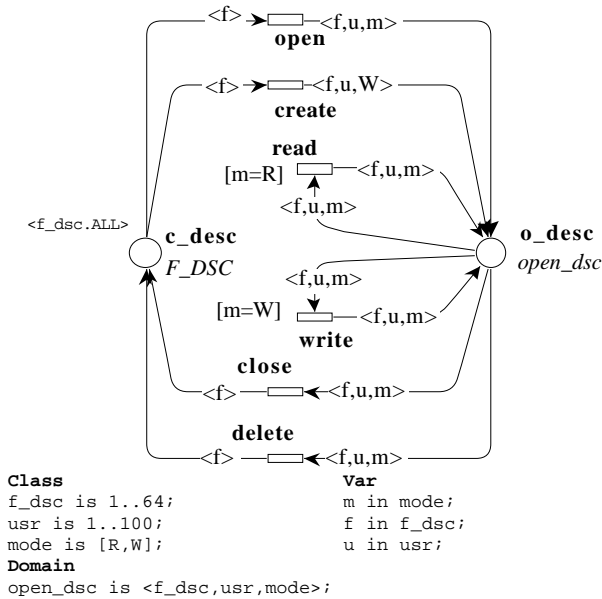 <f> <f,u,m>
open
<f> <f,u,W>
create
read
[m=R] <f,u,m>
<f,u,m>
<f_dsc.ALL>
c_desc o_desc
F_DSC open_dsc
<f,u,m>
[m=W] <f,u,m>
write
close
<f> <f,u,m>
delete
<f> <f,u,m>
Class Var
f_dsc is 1..64; m in mode;
usr is 1..100; f in f_dsc;
mode is [R,W]; u in usr;
Domain
open_dsc is <f_dsc,usr,mode>;